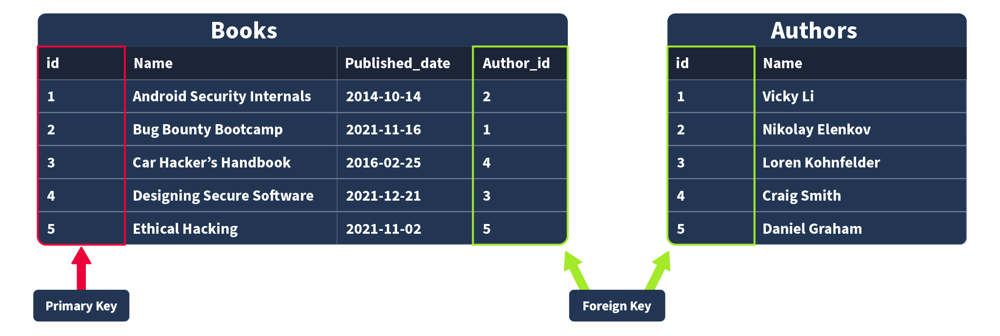 Books
id Name Published_date Author_id
1 Android Security Internals 2014-10-14 2
2 Bug Bounty Bootcamp 2021-11-16 1
3 Car Hacker’s Handbook 2016-02-25 4
4 Designing Secure Software 2021-12-21 3
5 Ethical Hacking 2021-11-02 5
Authors
id Name
1 Vicky Li
2 Nikolay Elenkov
3 Loren Kohnfelder
4 Craig Smith
5 Daniel Graham
Primary Key
Foreign Key